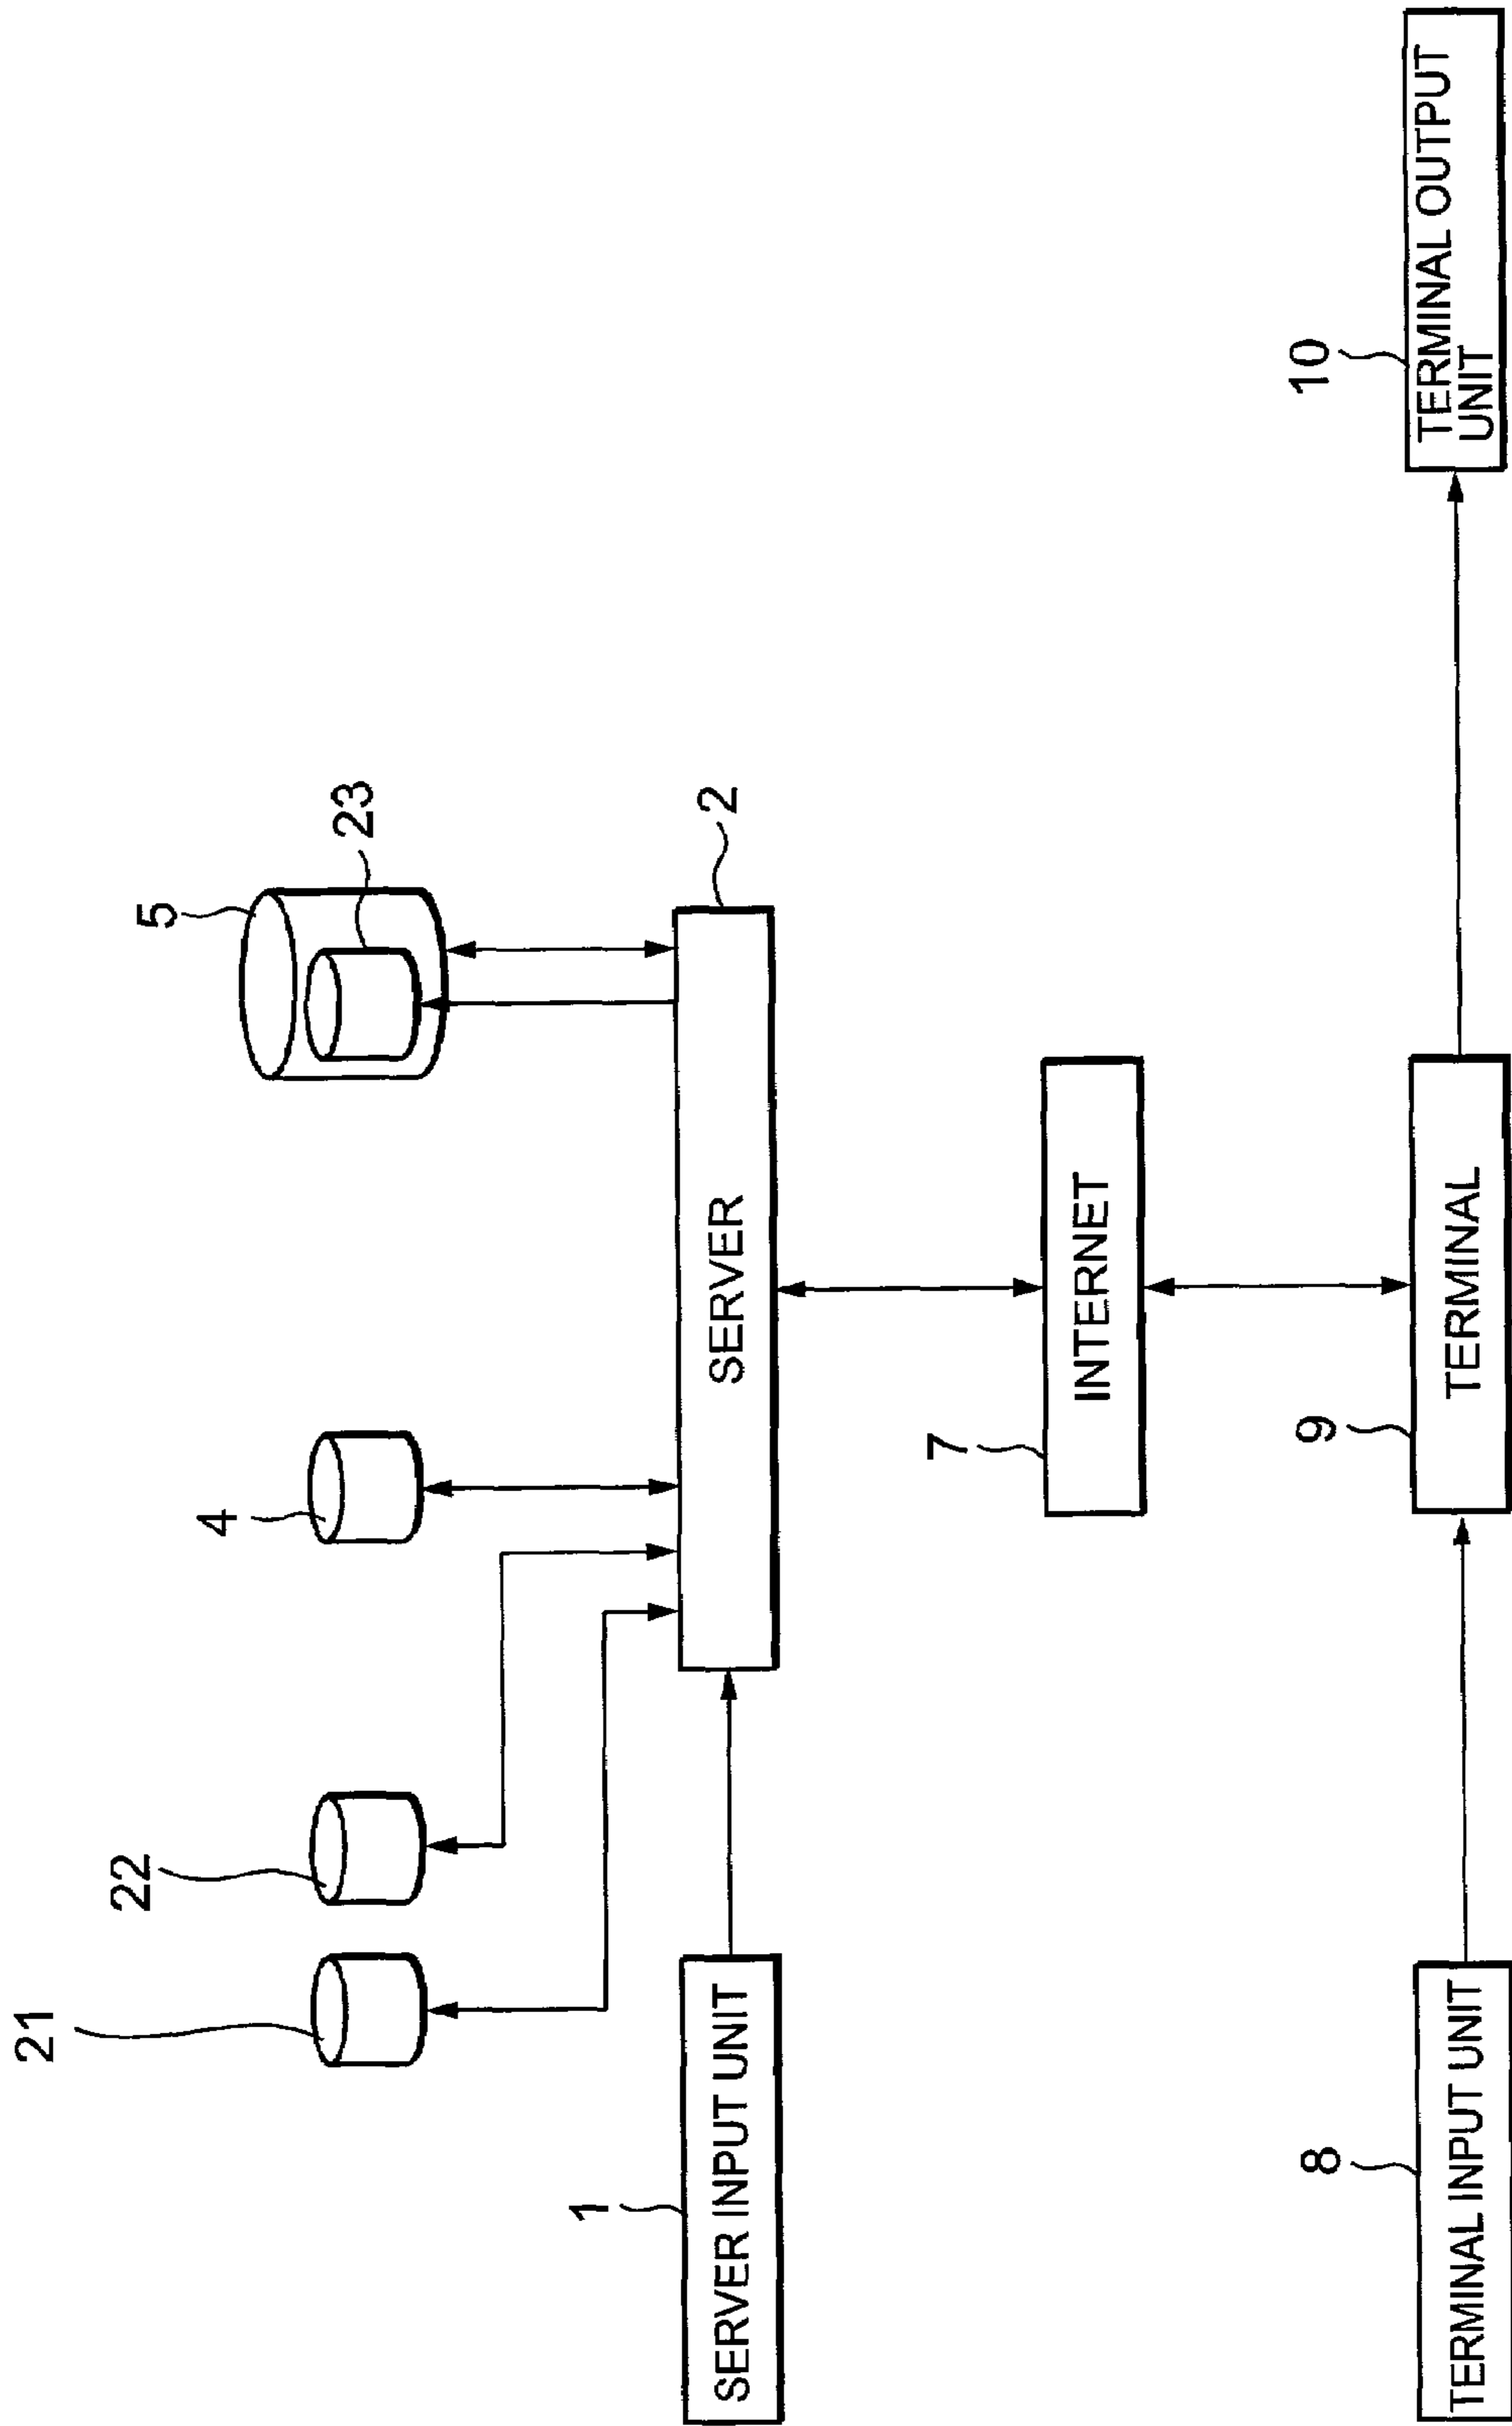 21
22
4
5
23
1
SERVER INPUT UNIT
SERVER
2
7
INTERNET
8
TERMINAL INPUT UNIT
9
TERMINAL
10
TERMINAL OUTPUT
UNIT